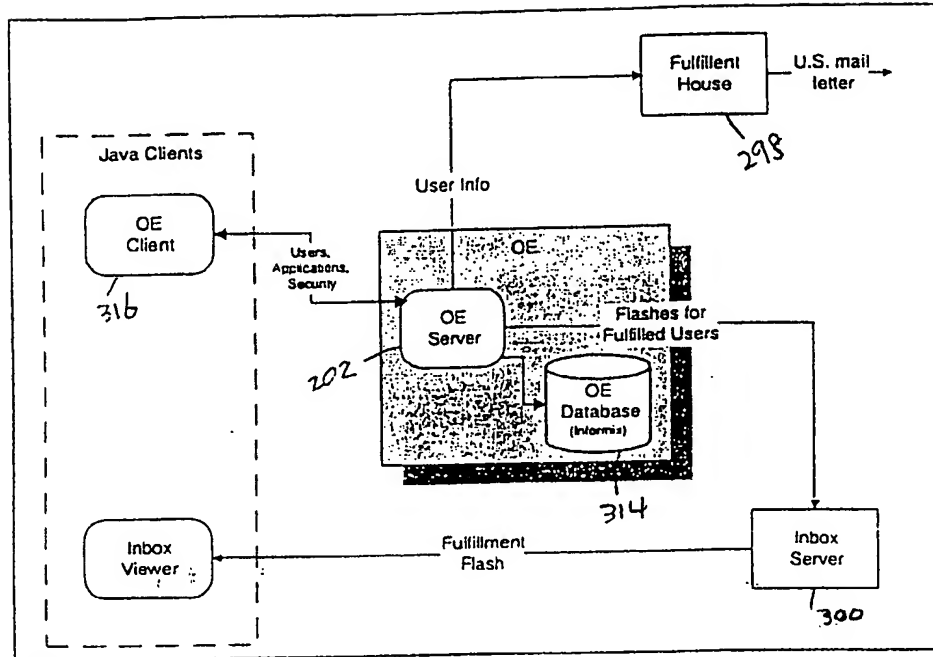 Fulfillent
House
U.S. mail
letter
298
Java Clients
User Info
OE
Client
316
Users,
Applications,
Security
OE
OE
Server
202
Flashes for
Fulfilled Users
OE
Database
(Informix)
314
Inbox
Viewer
Fulfillment
Flash
Inbox
Server
300